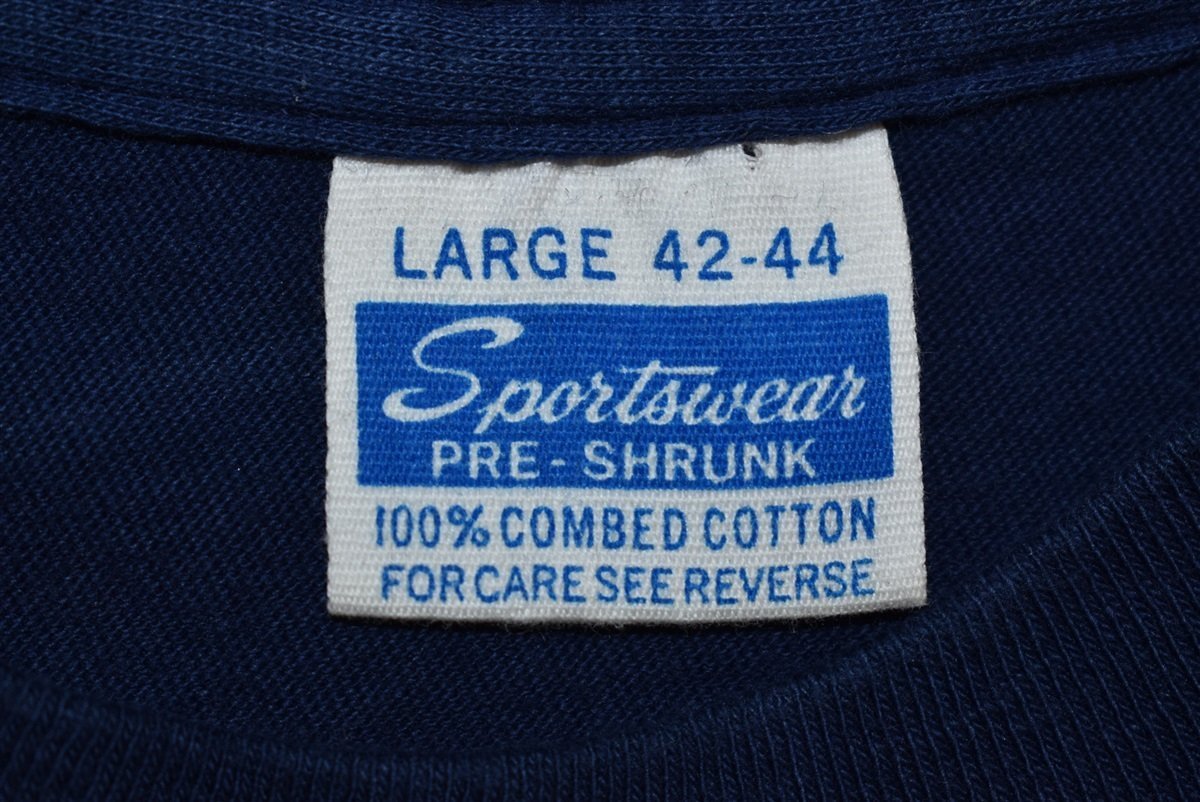 LARGE 42-44
Sportswear
PRE-SHRUNK
100% COMBED COTTON
FOR CARE SEE REVERSE